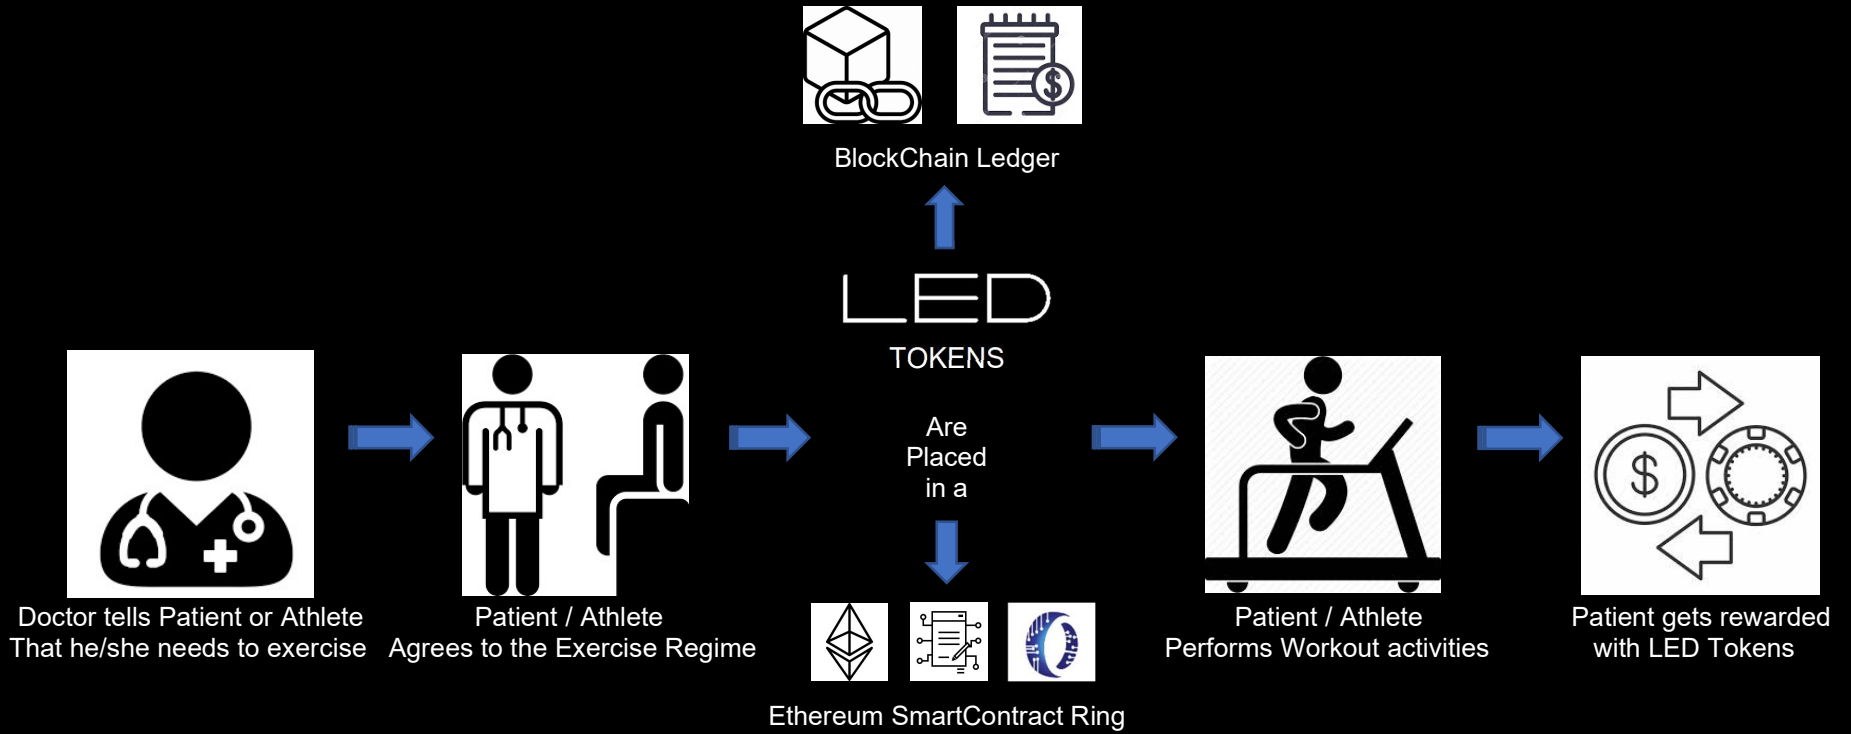 BlockChain Ledger
LED
TOKENS
Are
Placed
in a
Doctor tells Patient or Athlete
That he/she needs to exercise
Patient / Athlete
Agrees to the Exercise Regime
Ethereum SmartContract Ring
Patient / Athlete
Performs Workout activities
Patient gets rewarded
with LED Tokens